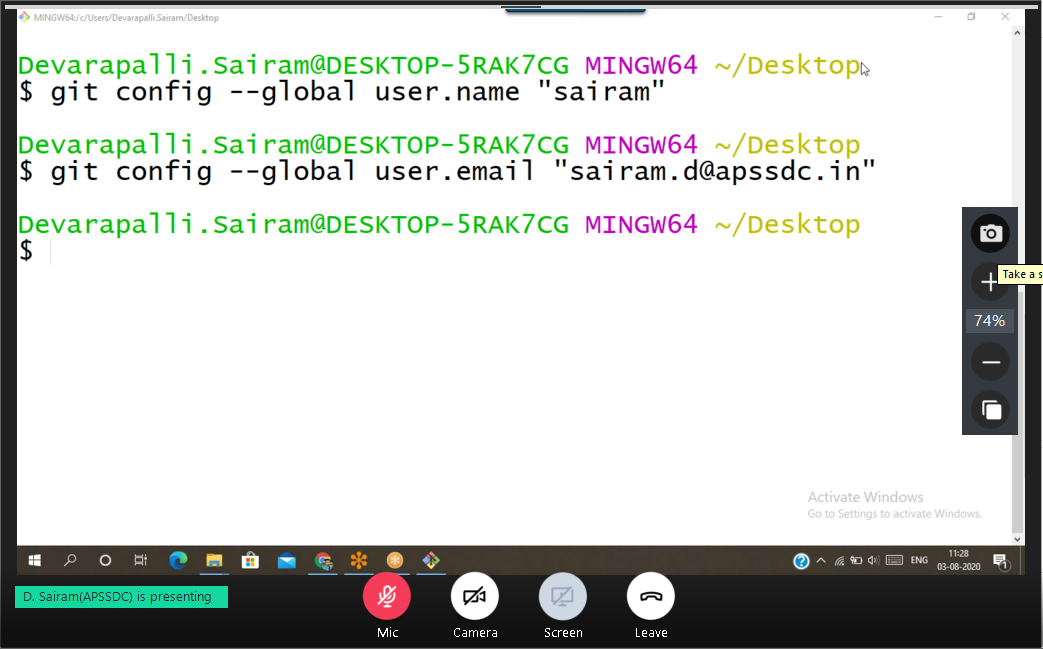 MINGW64:/c/Users/Devarapalli.Sairam/Desktop
Devarapalli.Sairam@DESKTOP-5RAK7CG MINGW64 ~/Desktop
$ git config --global user.name "sairam"
Devarapalli.Sairam@DESKTOP-5RAK7CG MINGW64 ~/Desktop
$ git config --global user.email "sairam.d@apssdc.in"
Devarapalli.Sairam@DESKTOP-5RAK7CG MINGW64 ~/Desktop
$
Take a s
74%
Activate Windows
Go to Settings to activate Windows.
ENG
11:28
03-08-2020
1
D. Sairam(APSSDC) is presenting
Mic
Camera
Screen
Leave